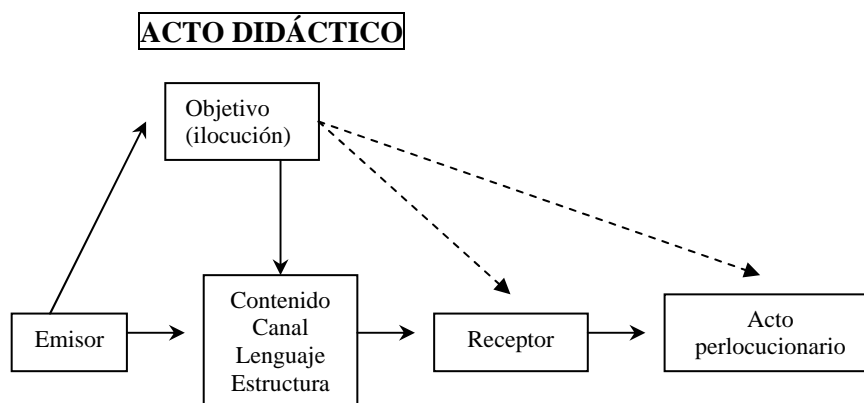 ACTO DIDÁCTICO
Objetivo
(ilocución)
Emisor
Contenido
Canal
Lenguaje
Estructura
Receptor
Acto
perlocucionario